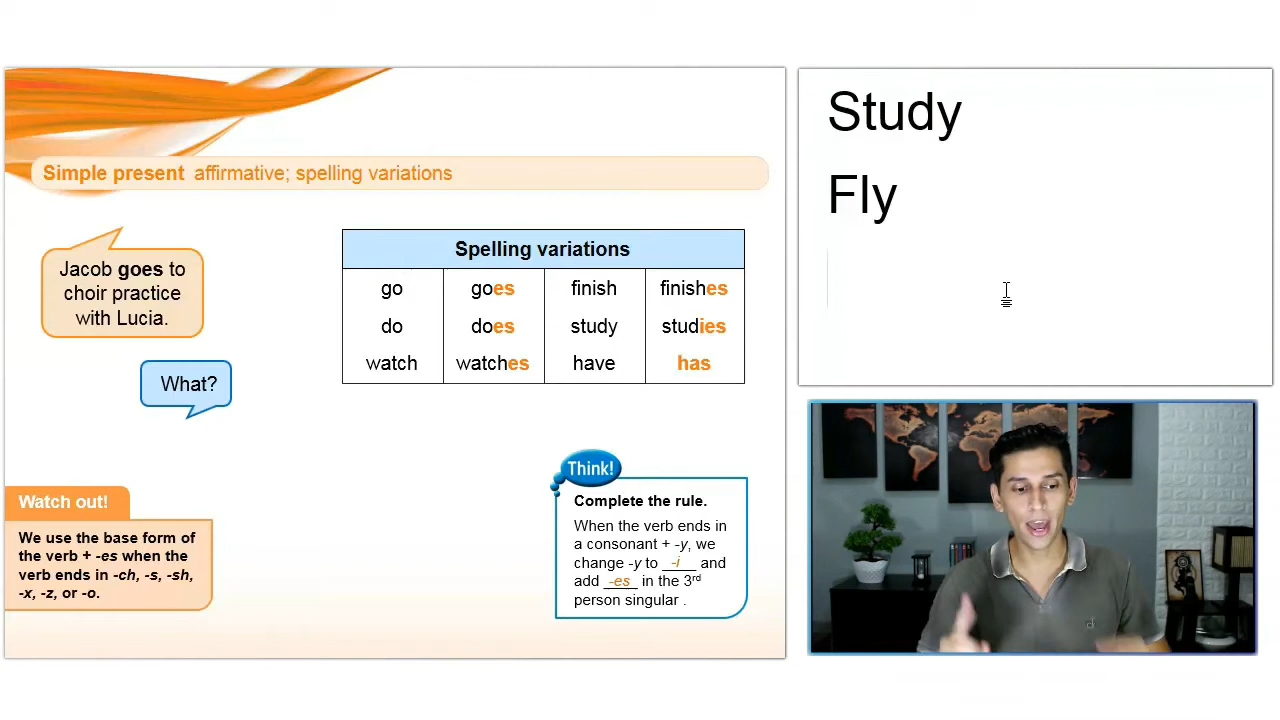 Simple present affirmative; spelling variations
Jacob goes to
choir practice
with Lucia.
What?
Spelling variations
go goes finish finishes
do does study studies
watch watches have has
Watch out!
We use the base form of
the verb + -es when the
verb ends in -ch, -s, -sh,
-x, -z, or -o.
Think!
Complete the rule.
When the verb ends in
a consonant + -y, we
change -y to __-i__ and
add _-es_ in the 3rd
person singular .
Study
Fly